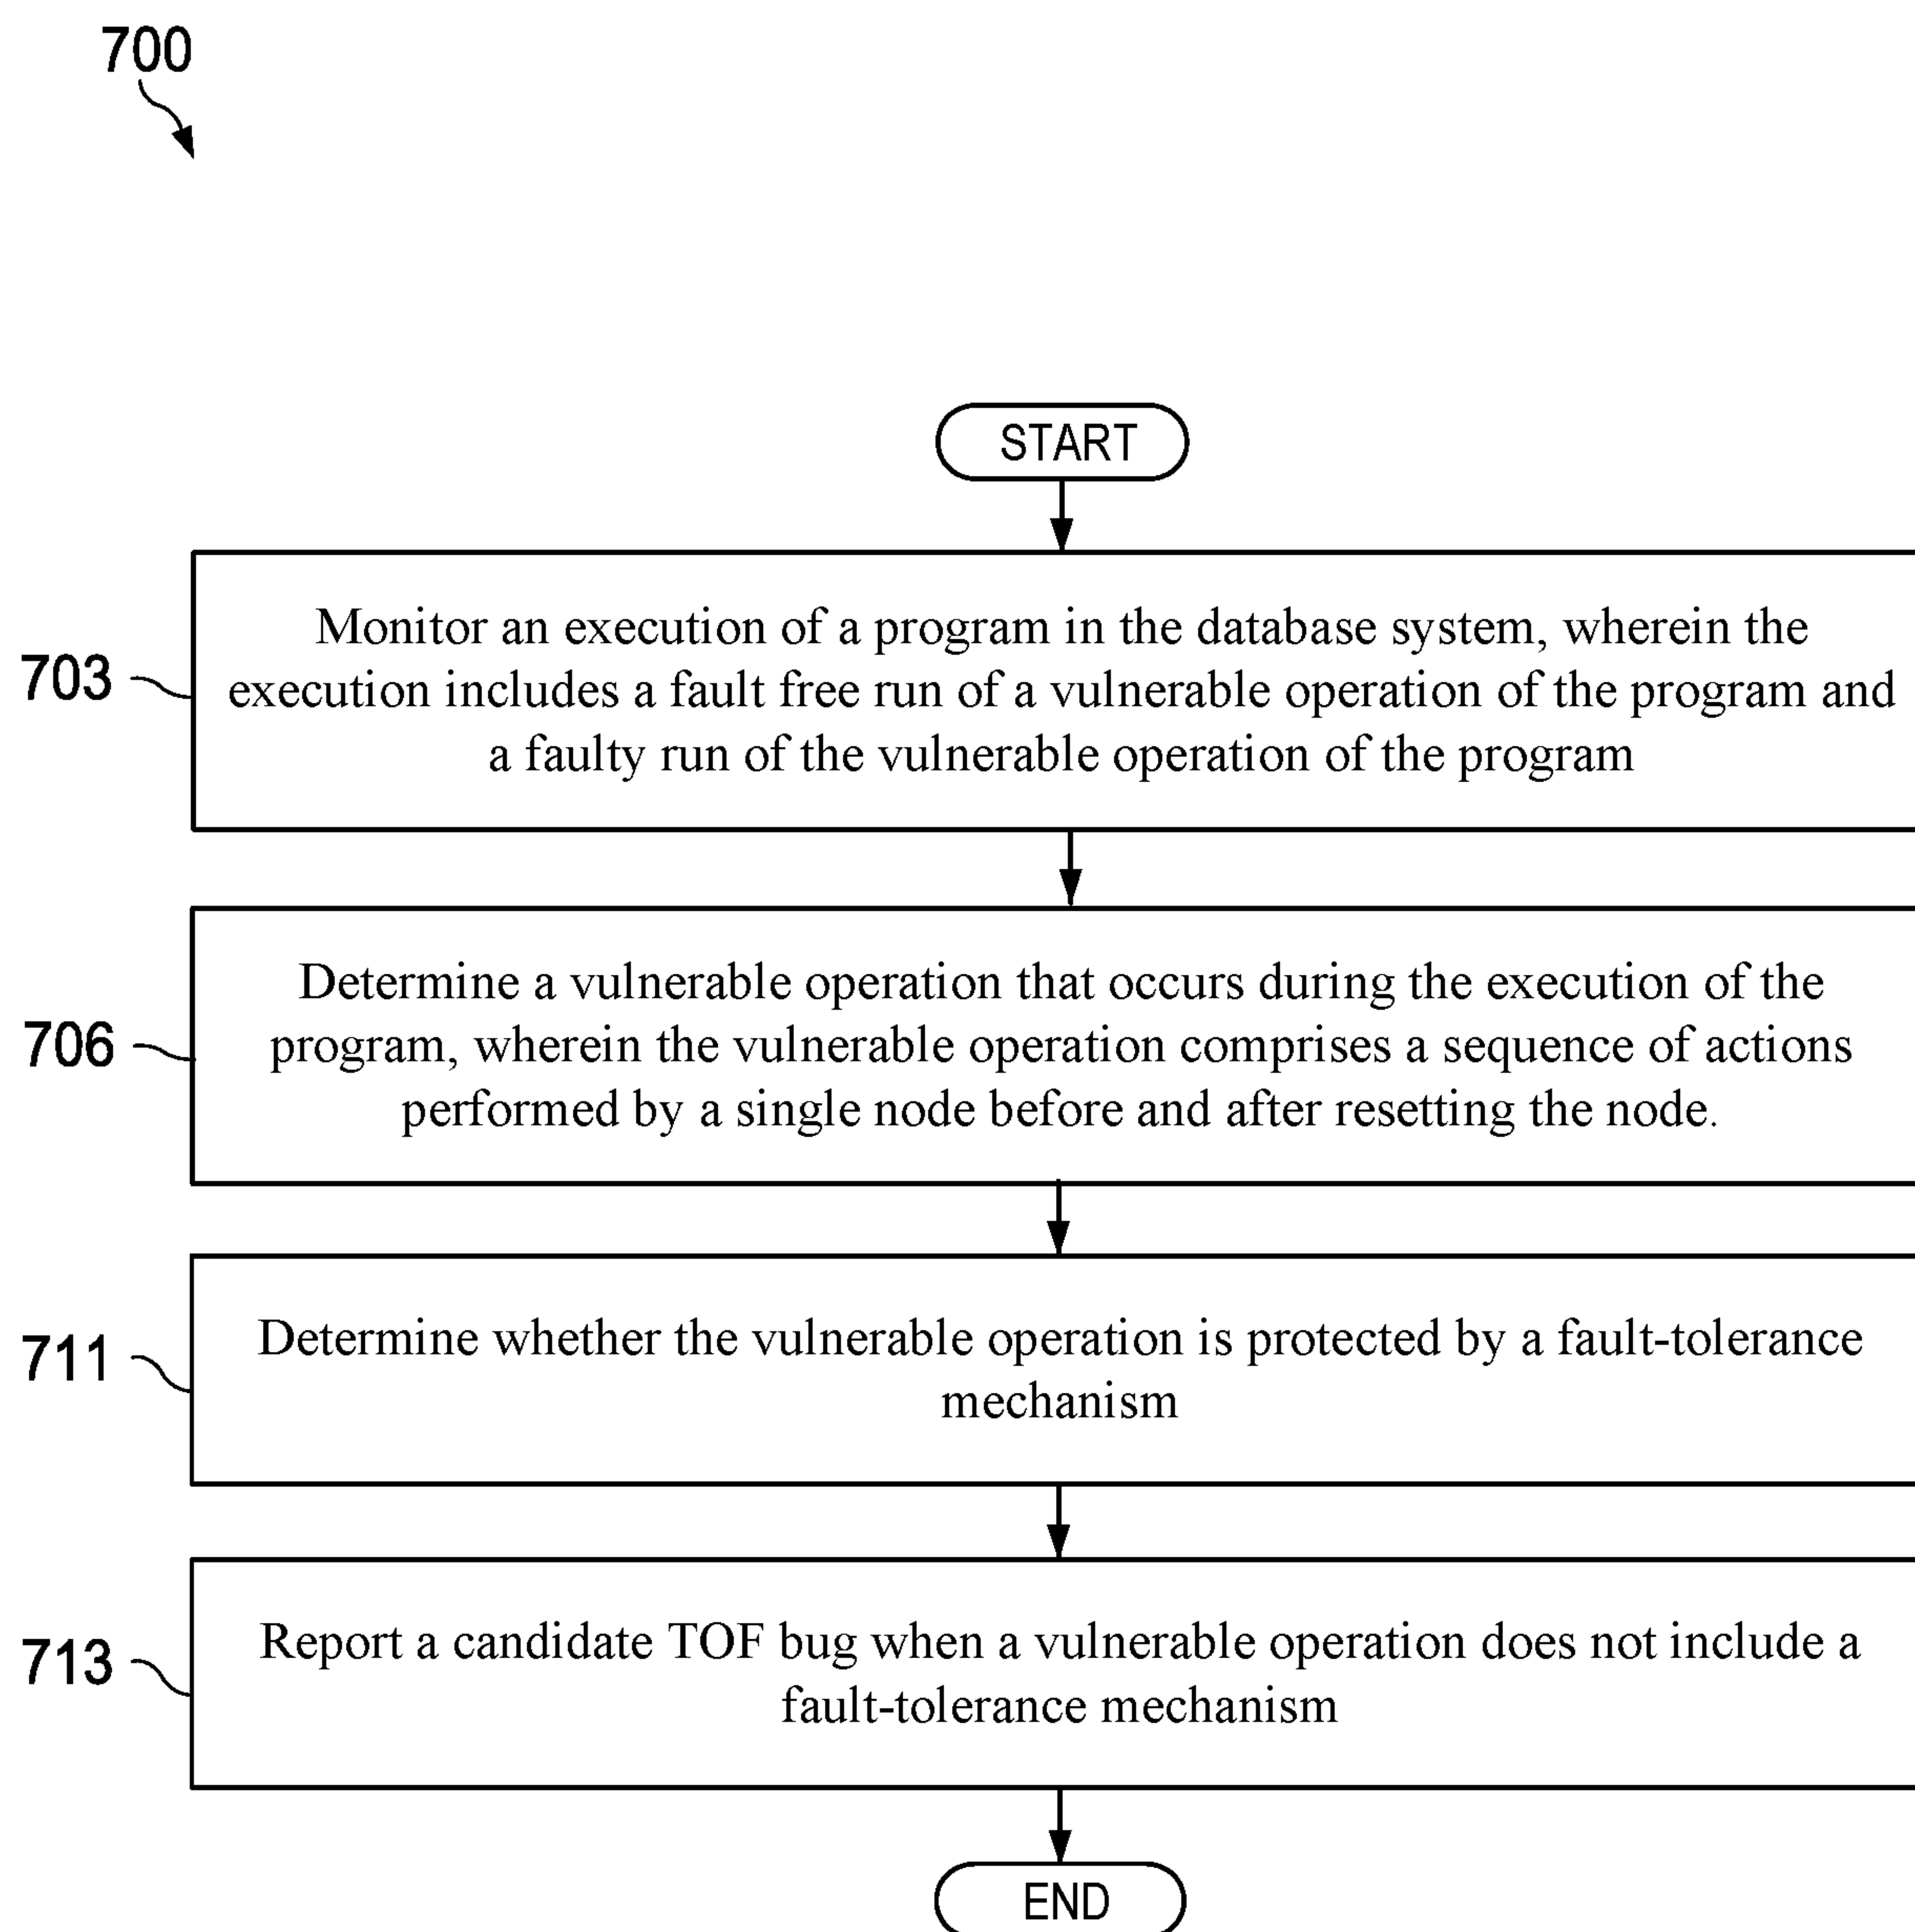 700
START
703
Monitor an execution of a program in the database system, wherein the
execution includes a fault free run of a vulnerable operation of the program and
a faulty run of the vulnerable operation of the program
706
Determine a vulnerable operation that occurs during the execution of the
program, wherein the vulnerable operation comprises a sequence of actions
performed by a single node before and after resetting the node.
711
Determine whether the vulnerable operation is protected by a fault-tolerance
mechanism
713
Report a candidate TOF bug when a vulnerable operation does not include a
fault-tolerance mechanism
END